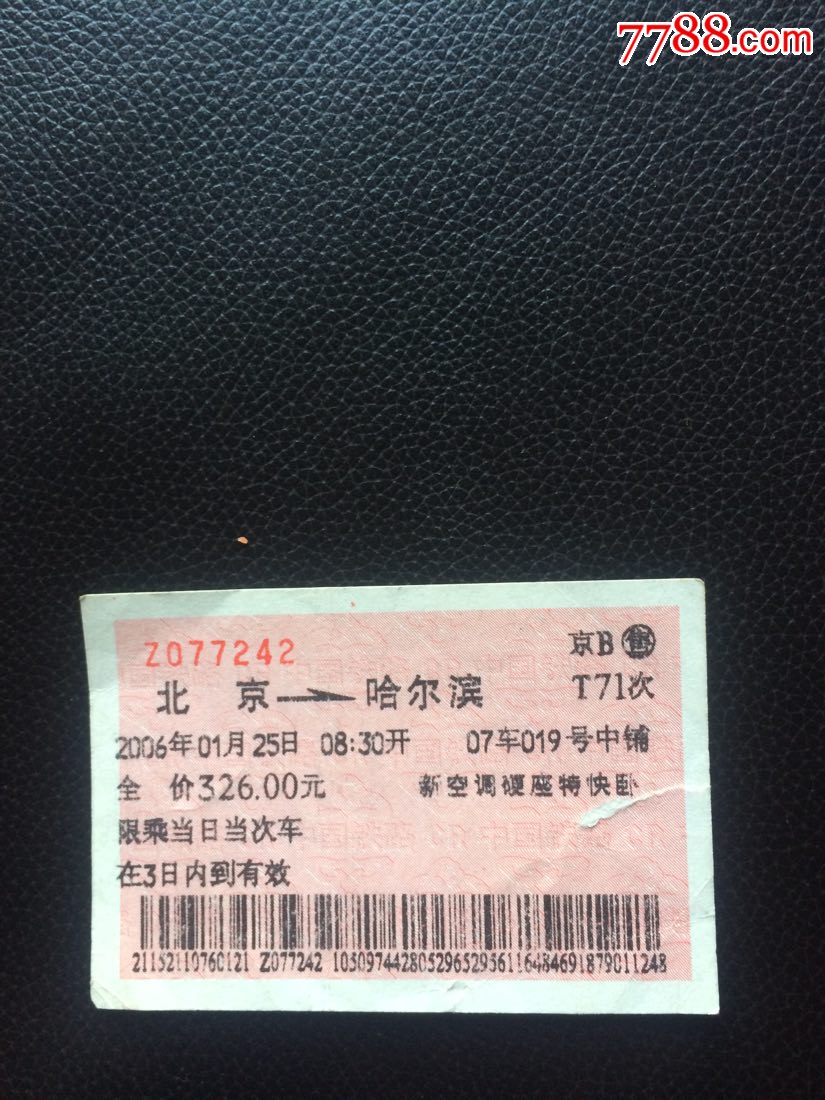 7788.com
Z077242 京B售
北京→哈尔滨 T71次
2006年01月25日 08:30开 07车019号中铺
全价326.00元 新空调硬座特快卧
限乘当日当次车
在3日内到有效
21152110760121 Z077242 10509744280529652956116484691879011248